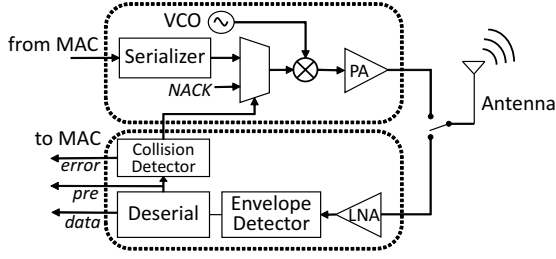 VCO
from MAC
Serializer
NACK
PA
Antenna
to MAC
error
Collision
Detector
pre
data
Deserial
Envelope
Detector
LNA